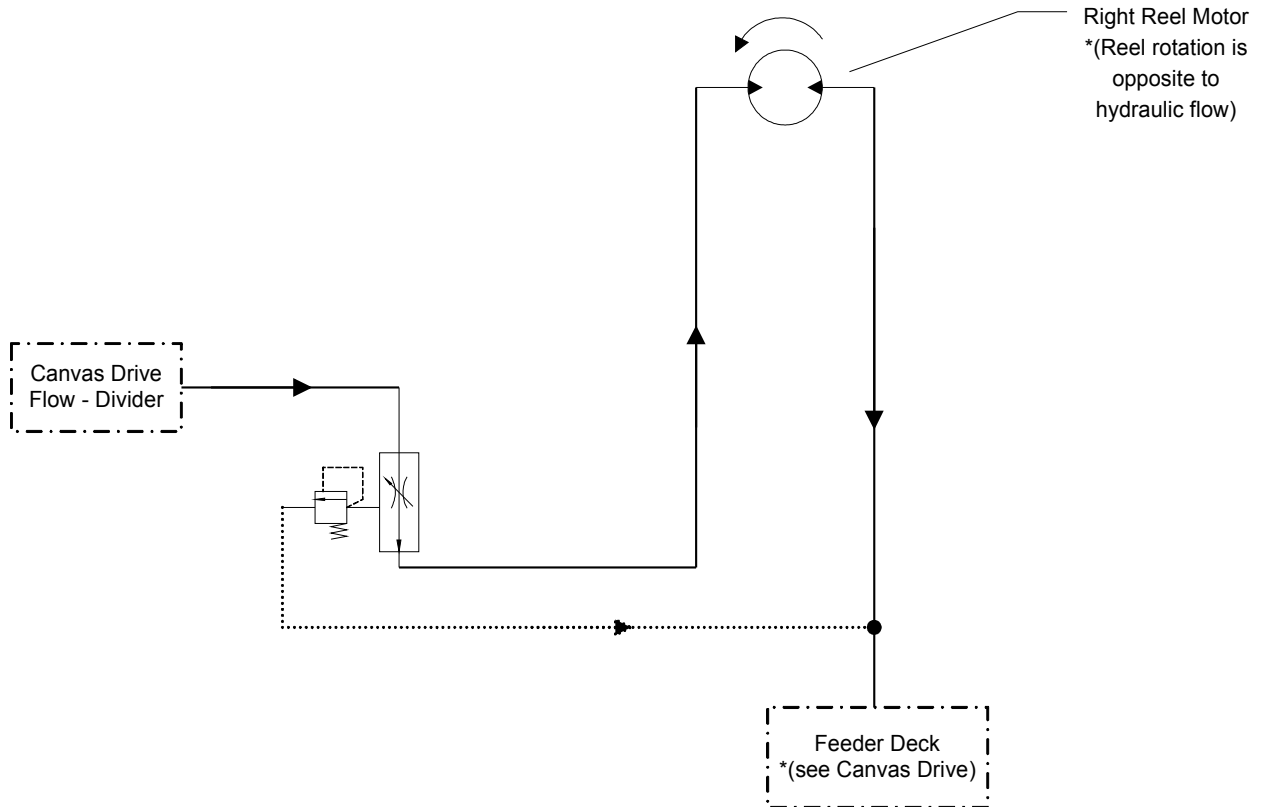 Right Reel Motor
*(Reel rotation is
opposite to
hydraulic flow)
Canvas Drive
Flow - Divider
Feeder Deck
*(see Canvas Drive)